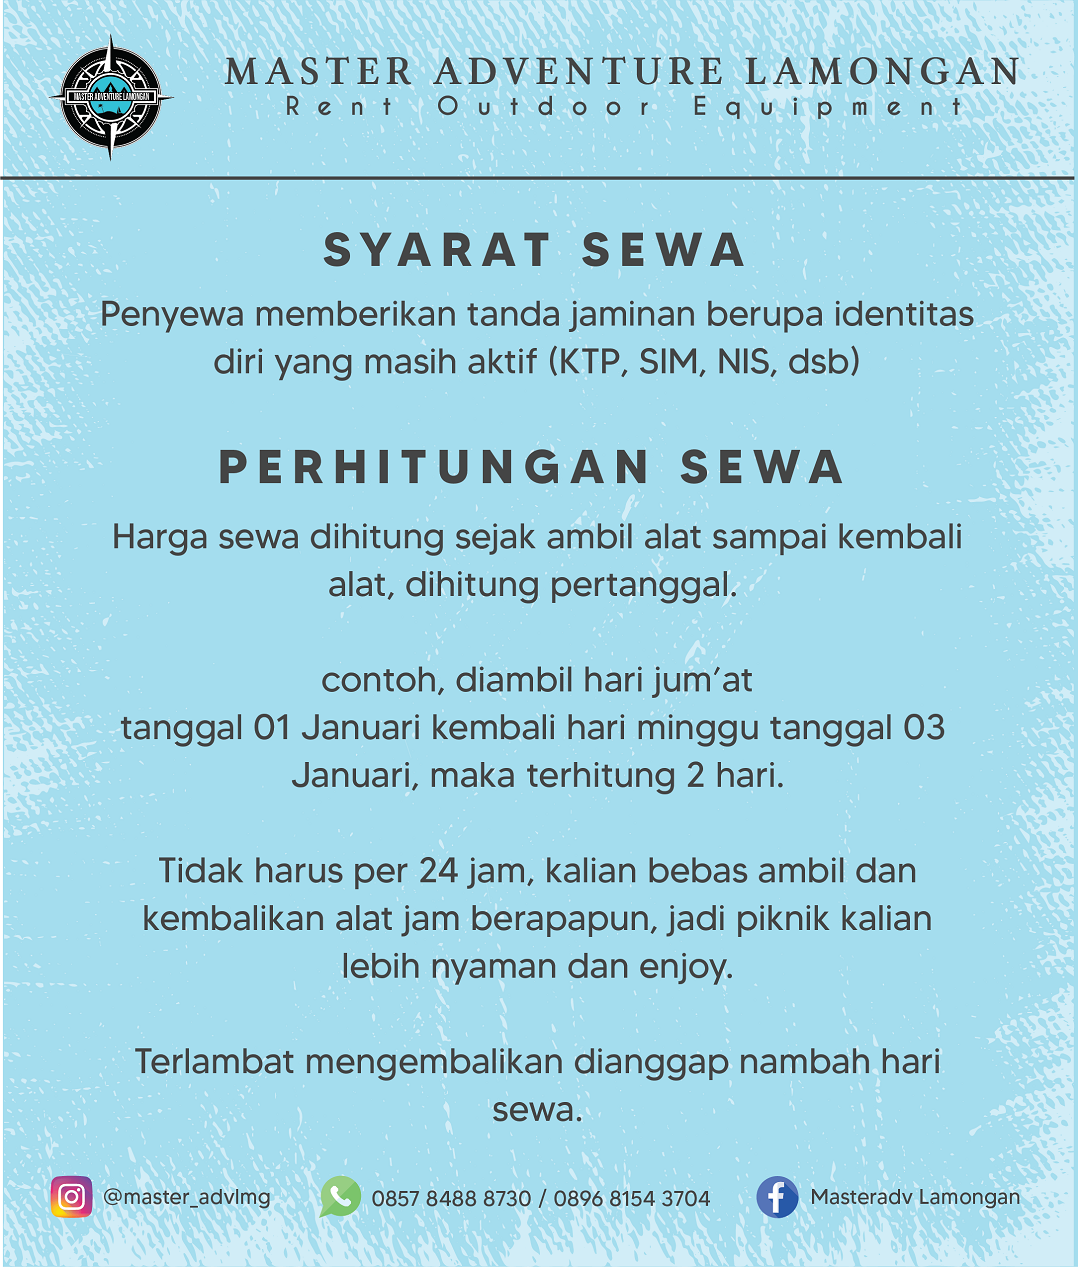 MASTER ADVENTURE LAMONGAN
MASTER ADVENTURE LAMONGAN
Rent Outdoor Equipment
SYARAT SEWA
Penyewa memberikan tanda jaminan berupa identitas
diri yang masih aktif (KTP, SIM, NIS, dsb)
PERHITUNGAN SEWA
Harga sewa dihitung sejak ambil alat sampai kembali
alat, dihitung pertanggal.
contoh, diambil hari jum'at
tanggal 01 Januari kembali hari minggu tanggal 03
Januari, maka terhitung 2 hari.
Tidak harus per 24 jam, kalian bebas ambil dan
kembalikan alat jam berapapun, jadi piknik kalian
lebih nyaman dan enjoy.
Terlambat mengembalikan dianggap nambah hari
sewa.
@master_advlmg
0857 8488 8730 / 0896 8154 3704
Masteradv Lamongan